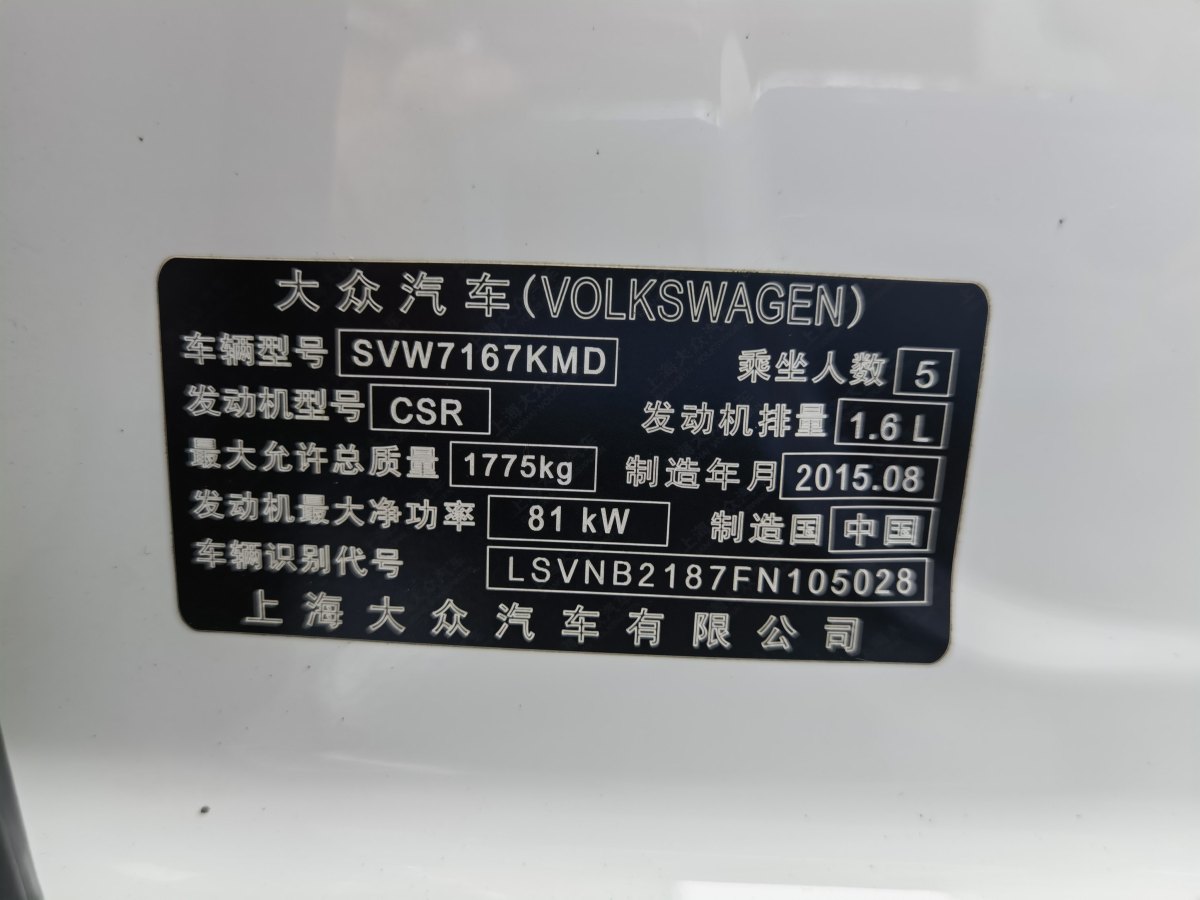 大众汽车(VOLKSWAGEN)
车辆型号 SVW7167KMD 乘坐人数 5
发动机型号 CSR 发动机排量 1.6 L
最大允许总质量 1775kg 制造年月 2015.08
发动机最大净功率 81 kW 制造国 中国
车辆识别代号 LSVNB2187FN105028
上海大众汽车有限公司